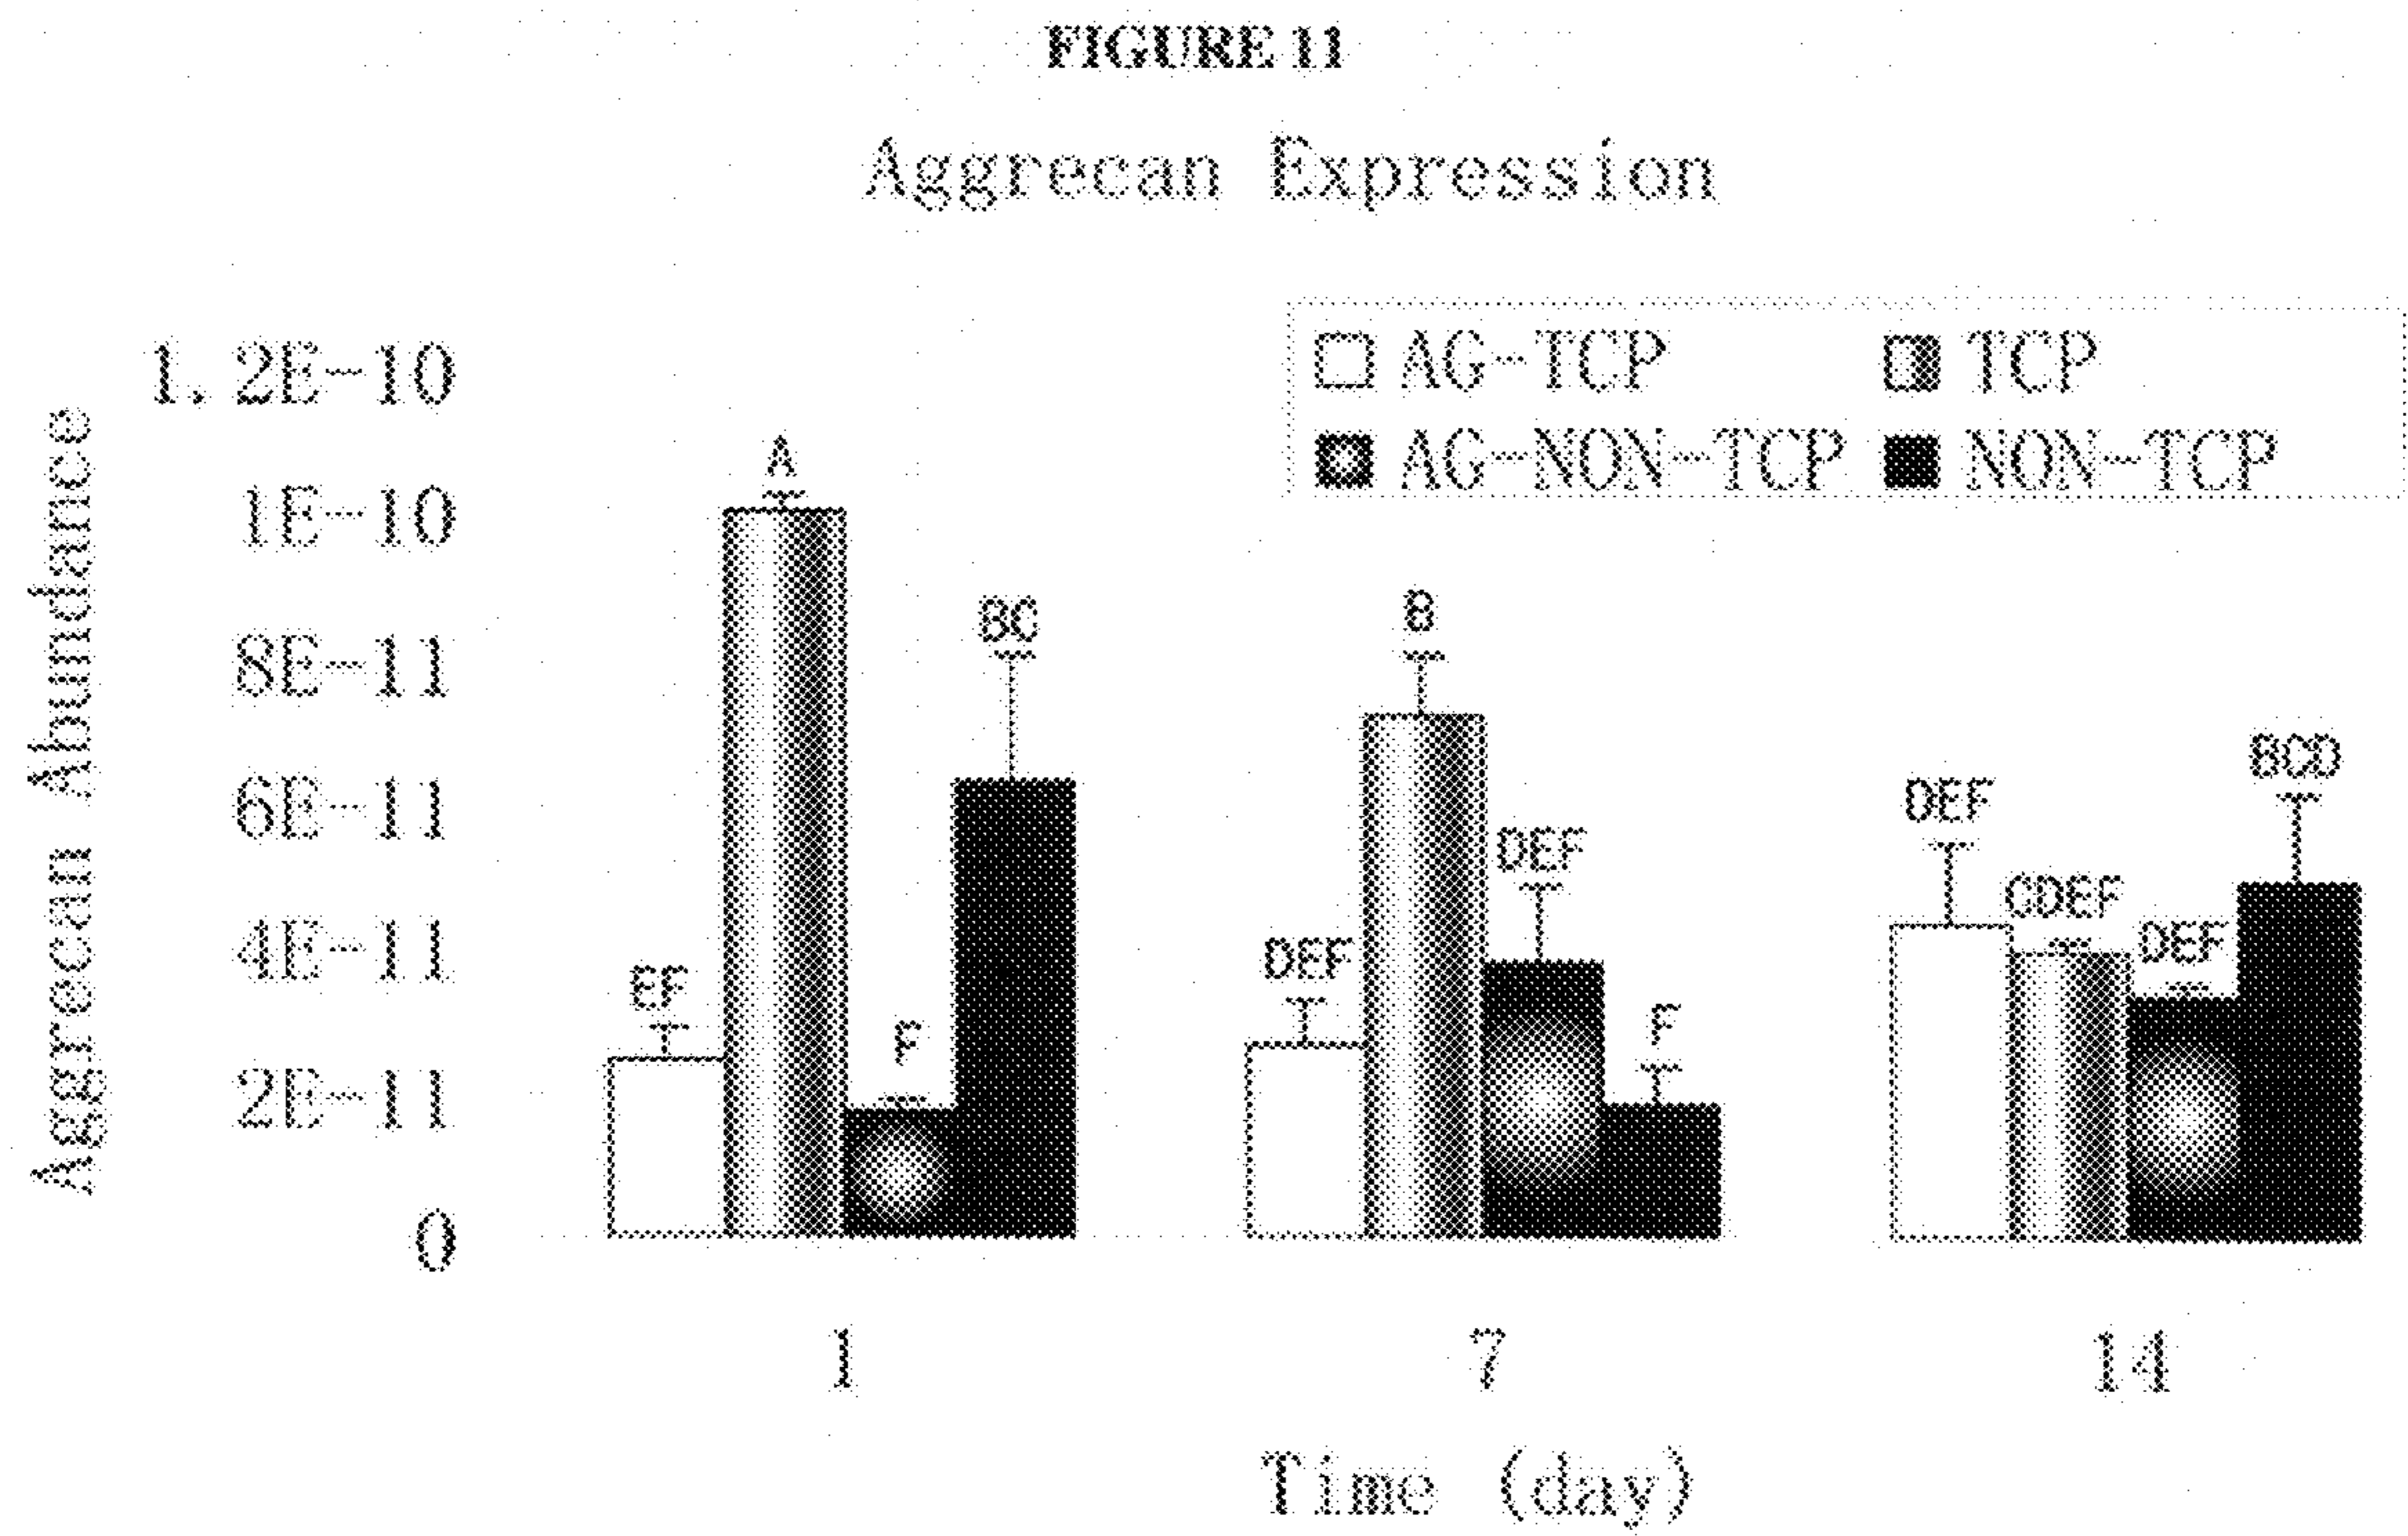 FIGURE 11
Aggrecan Expression
AG-TCP TCP
AG-NON-TCP NON-TCP
Aggrecan Abundance
1.2E-10
1E-10
8E-11
6E-11
4E-11
2E-11
0
EF A F BC
DEF B DEF F
DEF CDEF DEF BCD
1 7 14
Time (day)